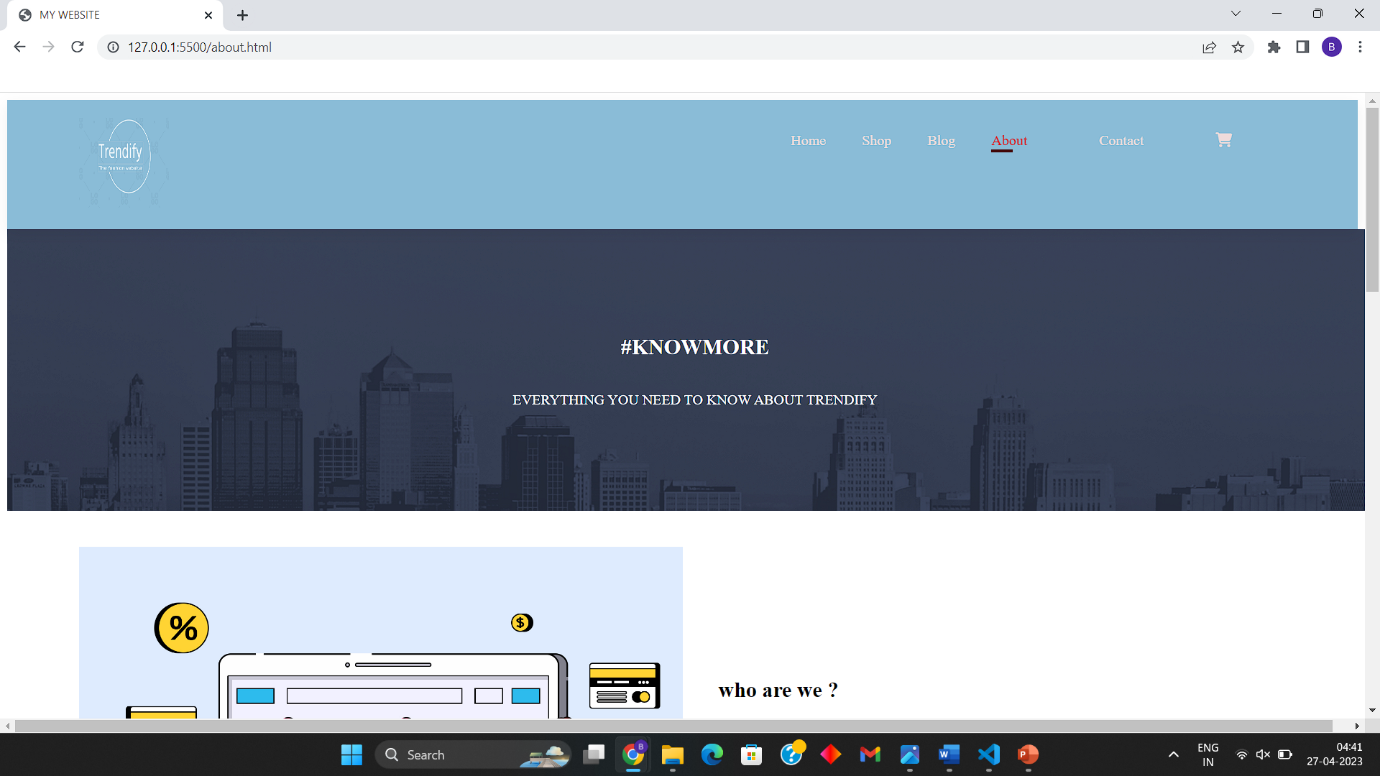 MY WEBSITE
127.0.0.1:5500/about.html
B
Trendify
Home Shop Blog About Contact
#KNOWMORE
EVERYTHING YOU NEED TO KNOW ABOUT TRENDIFY
%
$
who are we ?
Search
ENG
IN
04:41
27-04-2023